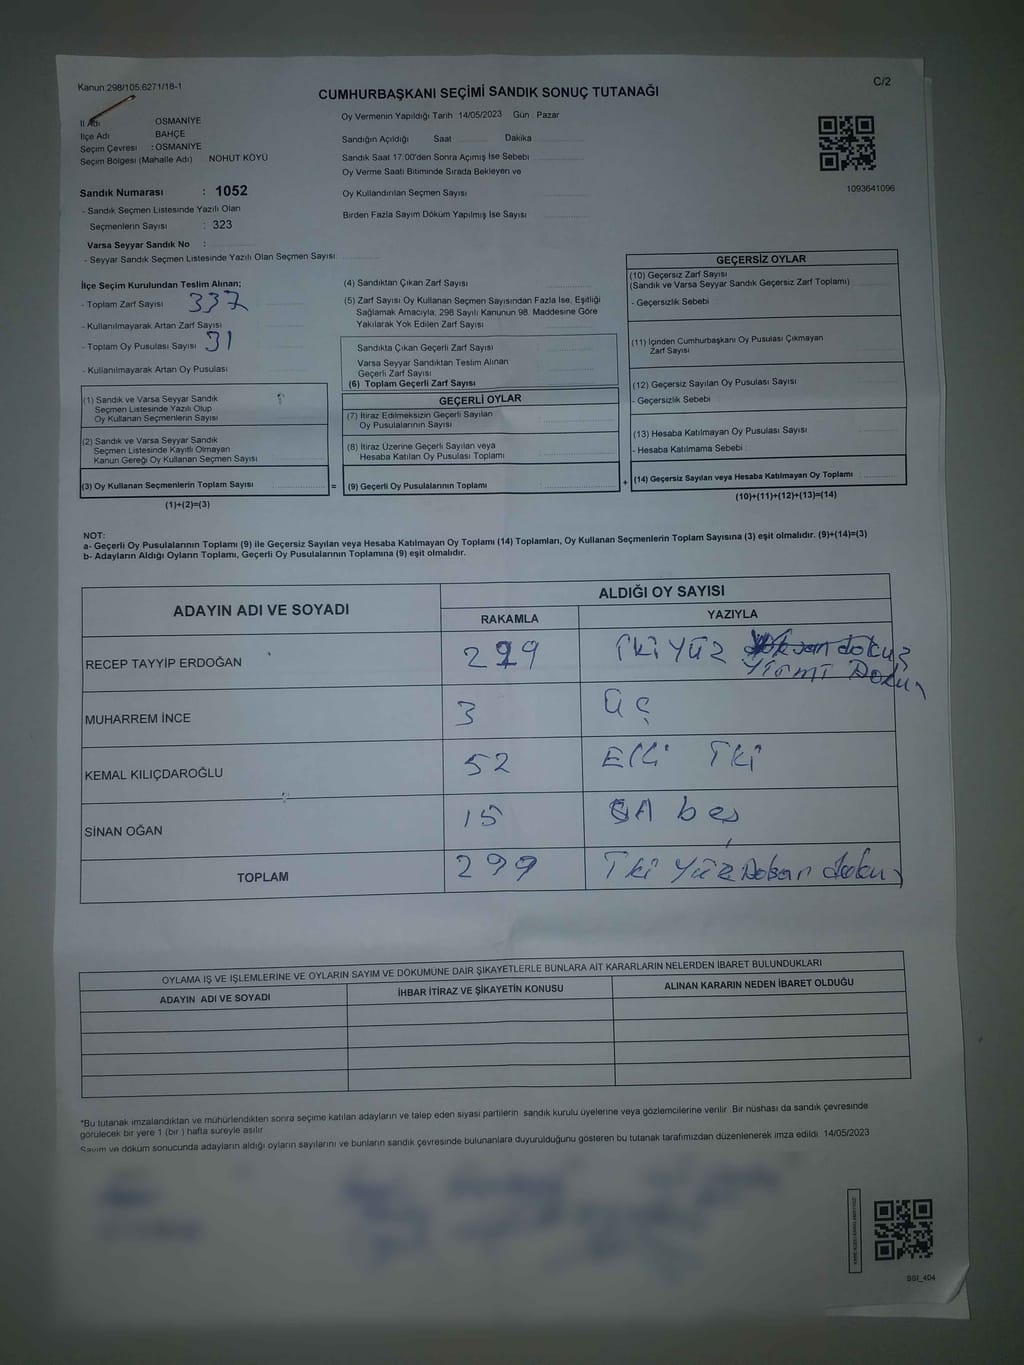 Kanun 298/105 6271/18-1
C/2
CUMHURBAŞKANI SEÇİMİ SANDIK SONUÇ TUTANAĞI
İl Adı OSMANİYE
İlçe Adı BAHÇE
Seçim Çevresi : OSMANİYE
Seçim Bölgesi (Mahalle Adı) NOHUT KÖYÜ
Sandık Numarası : 1052
- Sandık Seçmen Listesinde Yazılı Olan
Seçmenlerin Sayısı : 323
Varsa Seyyar Sandık No :
- Seyyar Sandık Seçmen Listesinde Yazılı Olan Seçmen Sayısı
Oy Vermenin Yapıldığı Tarih 14/05/2023 Gün : Pazar
Sandığın Açıldığı Saat Dakika
Sandık Saat 17:00'den Sonra Açımış İse Sebebi
Oy Verme Saati Bitiminde Sırada Bekleyen ve
Oy Kullandırılan Seçmen Sayısı
Birden Fazla Sayım Döküm Yapılmış İse Sayısı
1093641096
İlçe Seçim Kurulundan Teslim Alınan;
- Toplam Zarf Sayısı 337
- Kullanılmayarak Artan Zarf Sayısı
- Toplam Oy Pusulası Sayısı 31
- Kullanılmayarak Artan Oy Pusulası
(1) Sandık ve Varsa Seyyar Sandık
Seçmen Listesinde Yazılı Olup
Oy Kullanan Seçmenlerin Sayısı
(2) Sandık ve Varsa Seyyar Sandık
Seçmen Listesinde Kayıtlı Olmayan
Kanun Gereği Oy Kullanan Seçmen Sayısı
(3) Oy Kullanan Seçmenlerin Toplam Sayısı
(1)+(2)=(3)
=
(4) Sandıktan Çıkan Zarf Sayısı
(5) Zarf Sayısı Oy Kullanan Seçmen Sayısından Fazla İse, Eşitliği
Sağlamak Amacıyla, 298 Sayılı Kanunun 98. Maddesine Göre
Yakılarak Yok Edilen Zarf Sayısı
Sandıkta Çıkan Geçerli Zarf Sayısı
Varsa Seyyar Sandıktan Teslim Alınan
Geçerli Zarf Sayısı
(6) Toplam Geçerli Zarf Sayısı
GEÇERLİ OYLAR
(7) İtiraz Edilmeksizin Geçerli Sayılan
Oy Pusulalarının Sayısı
(8) İtiraz Üzerine Geçerli Sayılan veya
Hesaba Katılan Oy Pusulası Toplamı
(9) Geçerli Oy Pusulalarının Toplamı
+
GEÇERSİZ OYLAR
(10) Geçersiz Zarf Sayısı
(Sandık ve Varsa Seyyar Sandık Geçersiz Zarf Toplamı)
- Geçersizlik Sebebi
(11) İçinden Cumhurbaşkanı Oy Pusulası Çıkmayan
Zarf Sayısı
(12) Geçersiz Sayılan Oy Pusulası Sayısı
- Geçersizlik Sebebi
(13) Hesaba Katılmayan Oy Pusulası Sayısı
- Hesaba Katılmama Sebebi
(14) Geçersiz Sayılan veya Hesaba Katılmayan Oy Toplamı
(10)+(11)+(12)+(13)=(14)
NOT:
a- Geçerli Oy Pusulalarının Toplamı (9) ile Geçersiz Sayılan veya Hesaba Katılmayan Oy Toplamı (14) Toplamları, Oy Kullanan Seçmenlerin Toplam Sayısına (3) eşit olmalıdır. (9)+(14)=(3)
b- Adayların Aldığı Oyların Toplamı, Geçerli Oy Pusulalarının Toplamına (9) eşit olmalıdır.
ADAYIN ADI VE SOYADI ALDIĞI OY SAYISI
RAKAMLA YAZIYLA
RECEP TAYYİP ERDOĞAN 229 İki Yüz doksan dokuz
Yirmi Dokuz
MUHARREM İNCE 3 üç
KEMAL KILIÇDAROĞLU 52 Elli İki
SİNAN OĞAN 15 beş
TOPLAM 299 İki Yüz Doksan dokuz
OYLAMA İŞ VE İŞLEMLERİNE VE OYLARIN SAYIM VE DÖKÜMÜNE DAİR ŞİKAYETLERLE BUNLARA AİT KARARLARIN NELERDEN İBARET BULUNDUKLARI
ADAYIN ADI VE SOYADI İHBAR İTİRAZ VE ŞİKAYETİN KONUSU ALINAN KARARIN NEDEN İBARET OLDUĞU
*Bu tutanak imzalandıktan ve mühürlendikten sonra seçime katılan adayların ve talep eden siyasi partilerin sandık kurulu üyelerine veya gözlemcilerine verilir. Bir nüshası da sandık çevresinde
görülecek bir yere 1 (bir ) hafta süreyle asılır
Sayım ve döküm sonucunda adayların aldığı oyların sayılarını ve bunların sandık çevresinde bulunanlara duyurulduğunu gösteren bu tutanak tarafımızdan düzenlenerek imza edildi. 14/05/2023
SSI_404